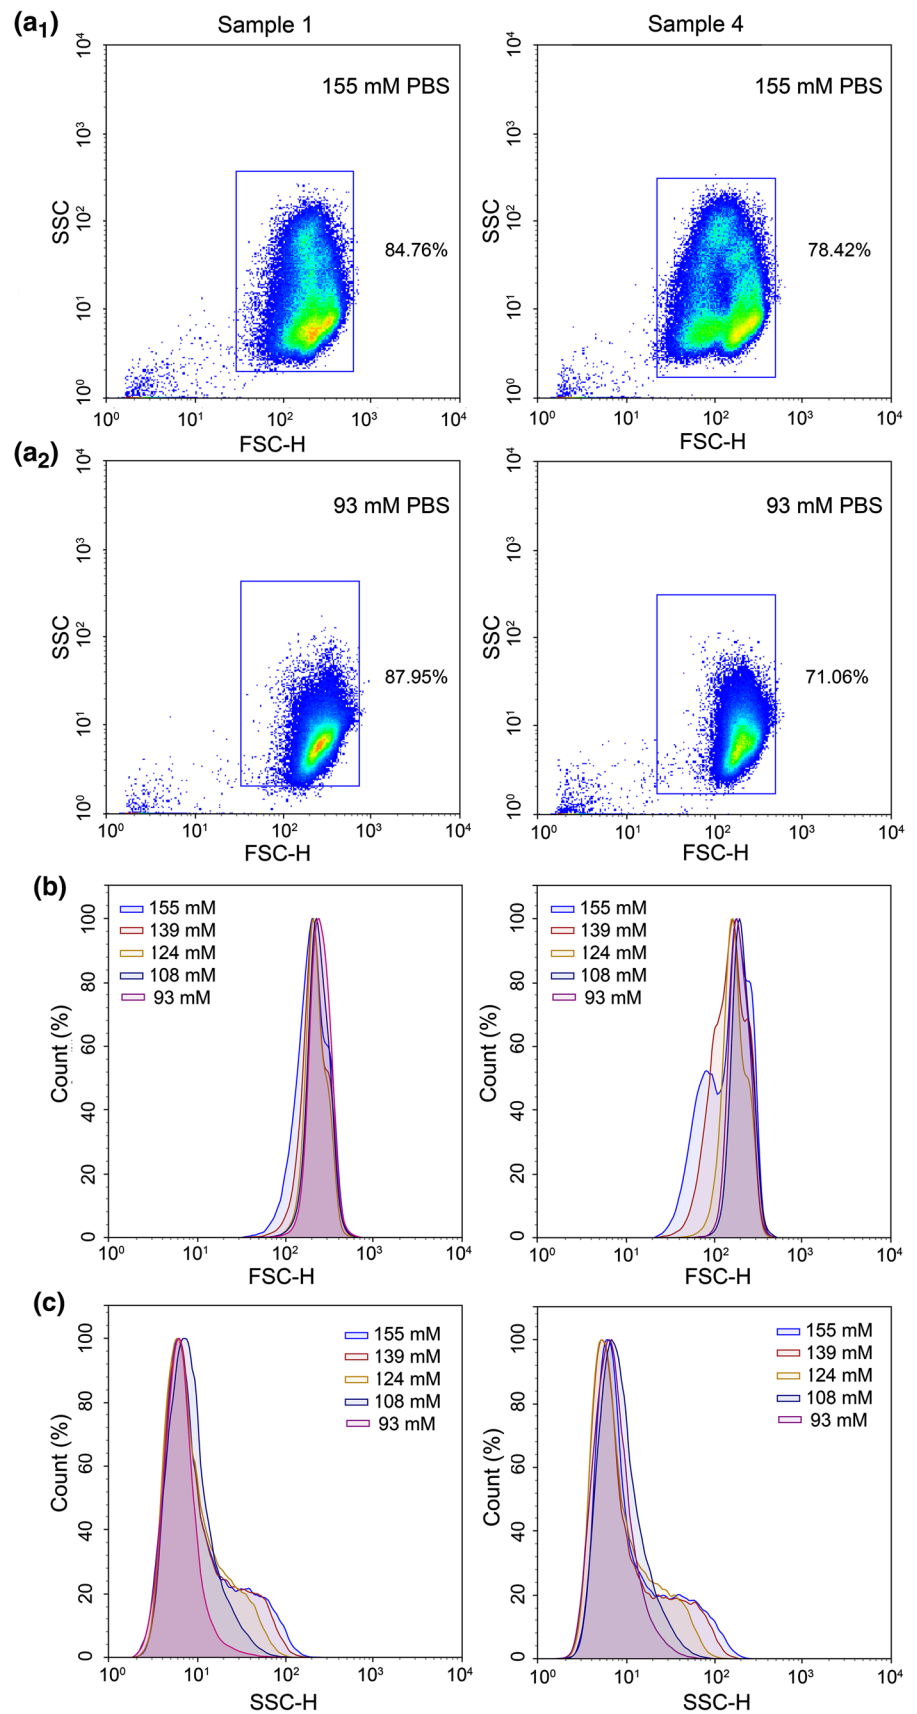 (a1) Sample 1 Sample 4
10^4 10^4
155 mM PBS 155 mM PBS
10^3 10^3
SSC SSC
10^2 10^2
84.76% 78.42%
10^1 10^1
10^0 10^0
10^0 10^1 10^2 10^3 10^4 10^0 10^1 10^2 10^3 10^4
FSC-H FSC-H
(a2)
10^4 10^4
93 mM PBS 93 mM PBS
10^3 10^3
SSC SSC
10^2 10^2
87.95% 71.06%
10^1 10^1
10^0 10^0
10^0 10^1 10^2 10^3 10^4 10^0 10^1 10^2 10^3 10^4
FSC-H FSC-H
(b)
155 mM 155 mM
139 mM 139 mM
124 mM 124 mM
108 mM 108 mM
93 mM 93 mM
Count (%) Count (%)
100 100
80 80
60 60
40 40
20 20
0 0
10^0 10^1 10^2 10^3 10^4 10^0 10^1 10^2 10^3 10^4
FSC-H FSC-H
(c)
155 mM 155 mM
139 mM 139 mM
124 mM 124 mM
108 mM 108 mM
93 mM 93 mM
Count (%) Count (%)
100 100
80 80
60 60
40 40
20 20
0 0
10^0 10^1 10^2 10^3 10^4 10^0 10^1 10^2 10^3 10^4
SSC-H SSC-H